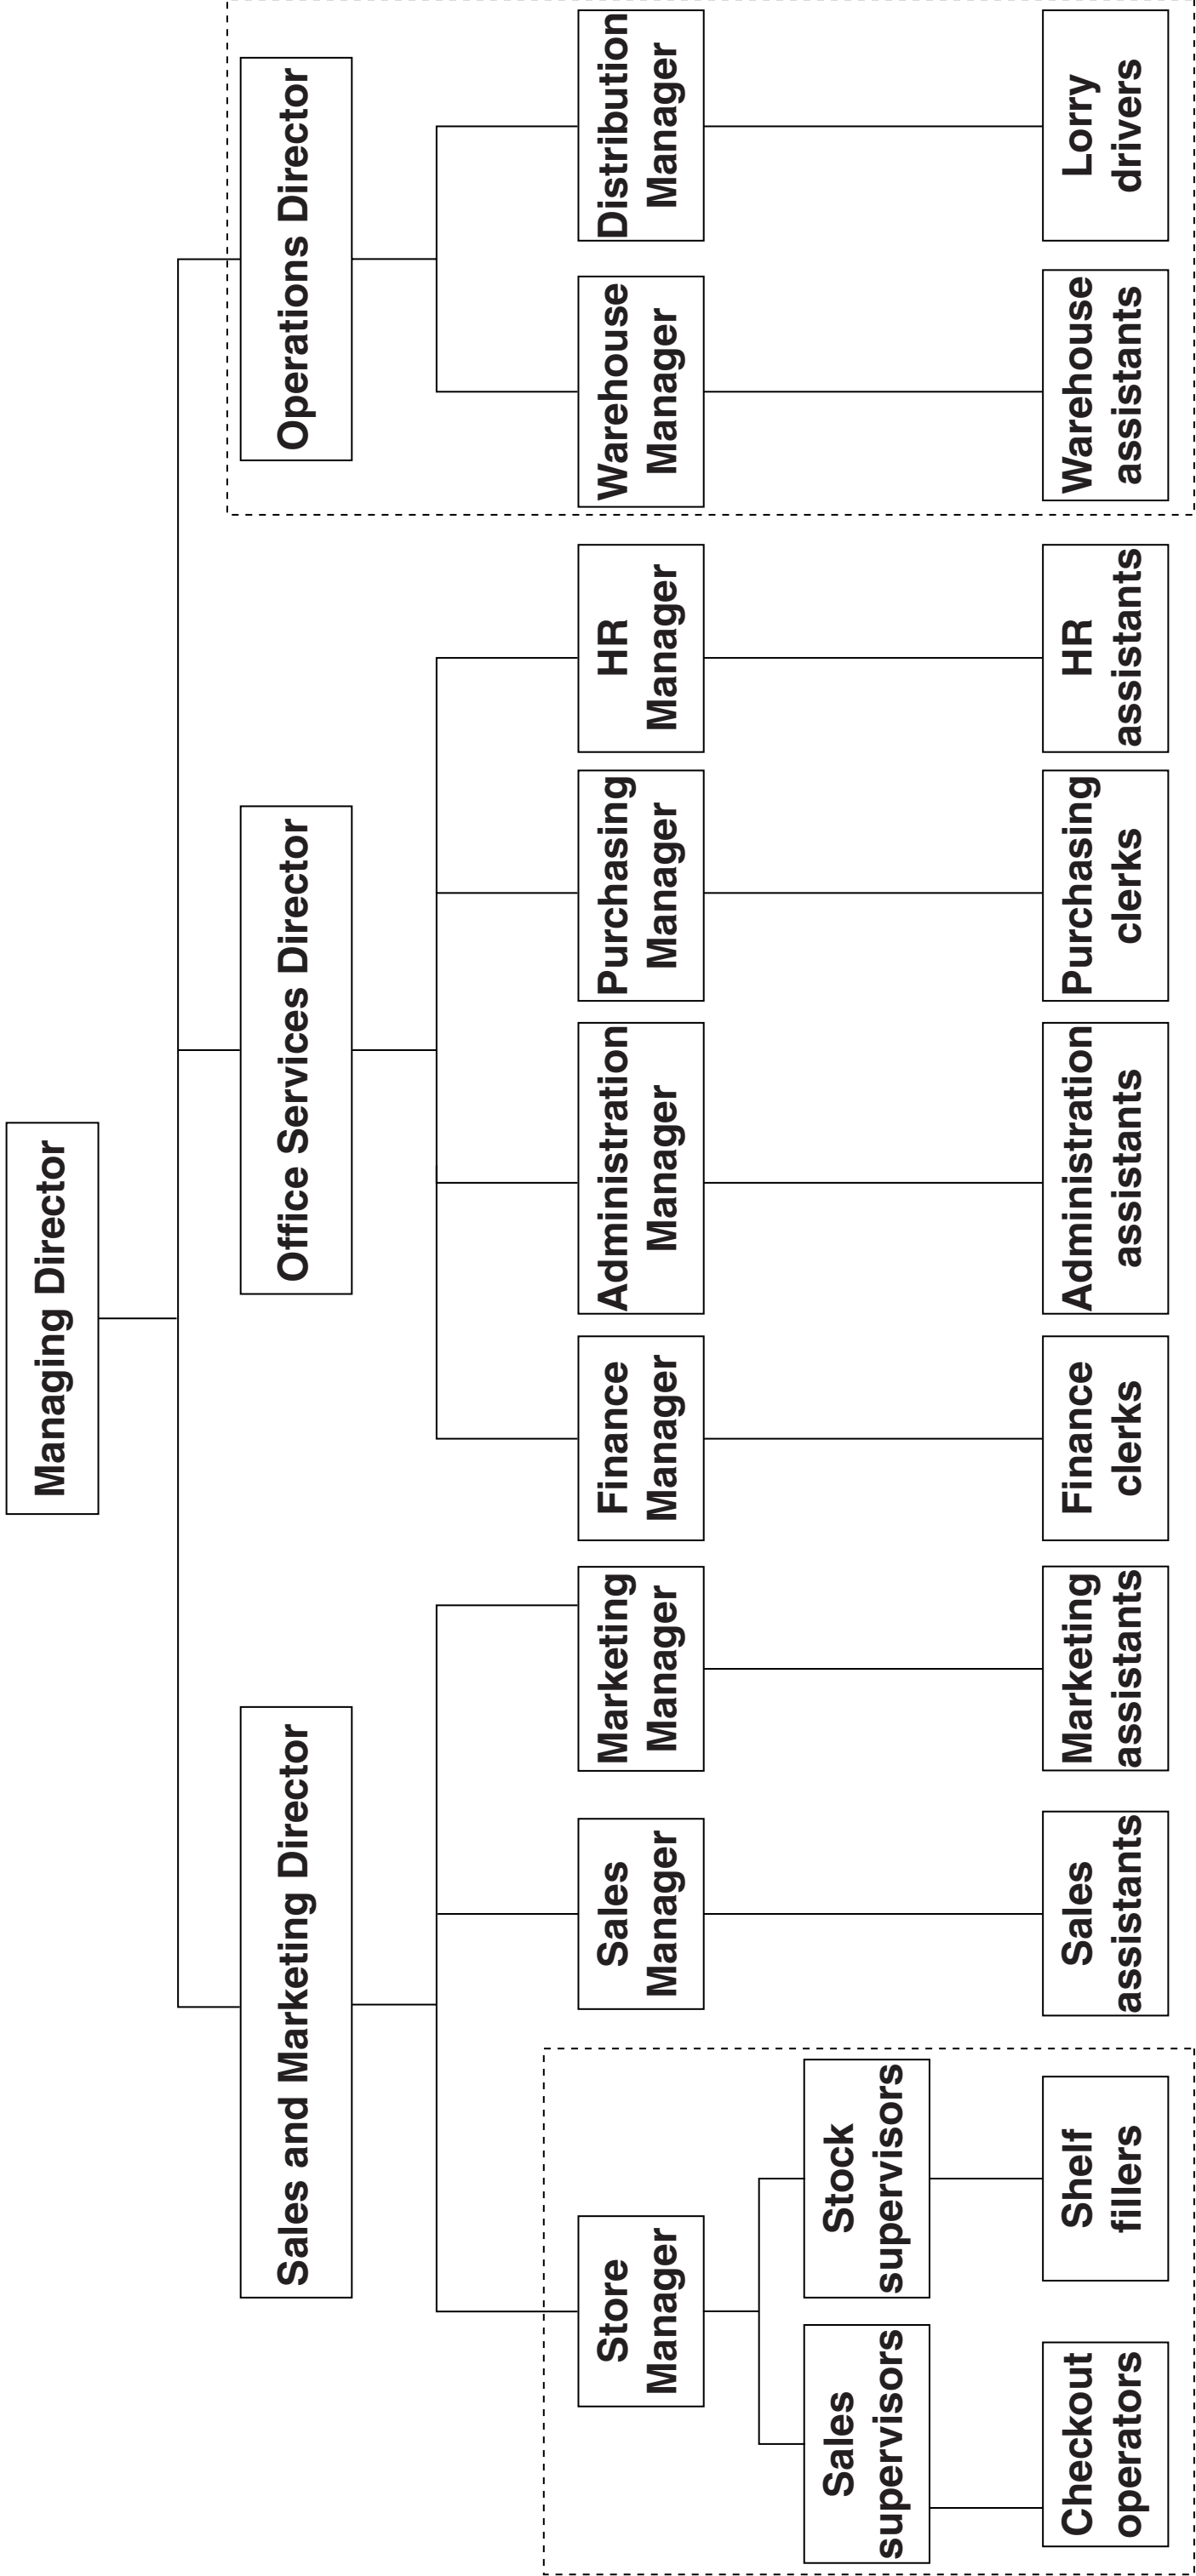 Managing Director
Sales and Marketing Director
Office Services Director
Operations Director
Store
Manager
Sales
Manager
Marketing
Manager
Finance
Manager
Administration
Manager
Purchasing
Manager
HR
Manager
Warehouse
Manager
Distribution
Manager
Sales
supervisors
Stock
supervisors
Checkout
operators
Shelf
fillers
Sales
assistants
Marketing
assistants
Finance
clerks
Administration
assistants
Purchasing
clerks
HR
assistants
Warehouse
assistants
Lorry
drivers